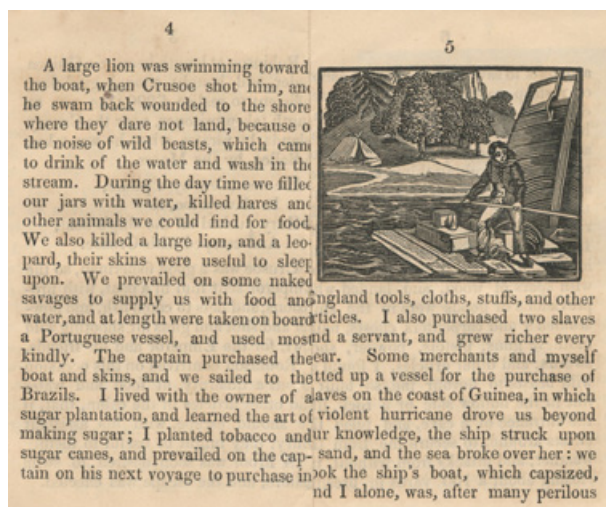 4
A large lion was swimming toward
the boat, when Crusoe shot him, and
he swam back wounded to the shore
where they dare not land, because o
the noise of wild beasts, which came
to drink of the water and wash in the
stream. During the day time we filled
our jars with water, killed hares and
other animals we could find for food
We also killed a large lion, and a leo-
pard, their skins were useful to sleep
upon. We prevailed on some naked
savages to supply us with food and
water, and at length were taken on board
a Portuguese vessel, and used most
kindly. The captain purchased the
boat and skins, and we sailed to the
Brazils. I lived with the owner of a
sugar plantation, and learned the art of
making sugar; I planted tobacco and
sugar canes, and prevailed on the cap-
tain on his next voyage to purchase in
5
ngland tools, cloths, stuffs, and other
rticles. I also purchased two slaves
nd a servant, and grew richer every
ear. Some merchants and myself
tted up a vessel for the purchase of
laves on the coast of Guinea, in which
violent hurricane drove us beyond
ur knowledge, the ship struck upon
sand, and the sea broke over her: we
ook the ship's boat, which capsized,
nd I alone, was, after many perilous